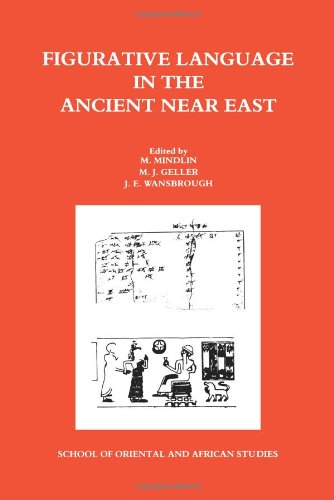 FIGURATIVE LANGUAGE
IN THE
ANCIENT NEAR EAST
Edited by
M. MINDLIN
M. J. GELLER
J. E. WANSBROUGH
SCHOOL OF ORIENTAL AND AFRICAN STUDIES